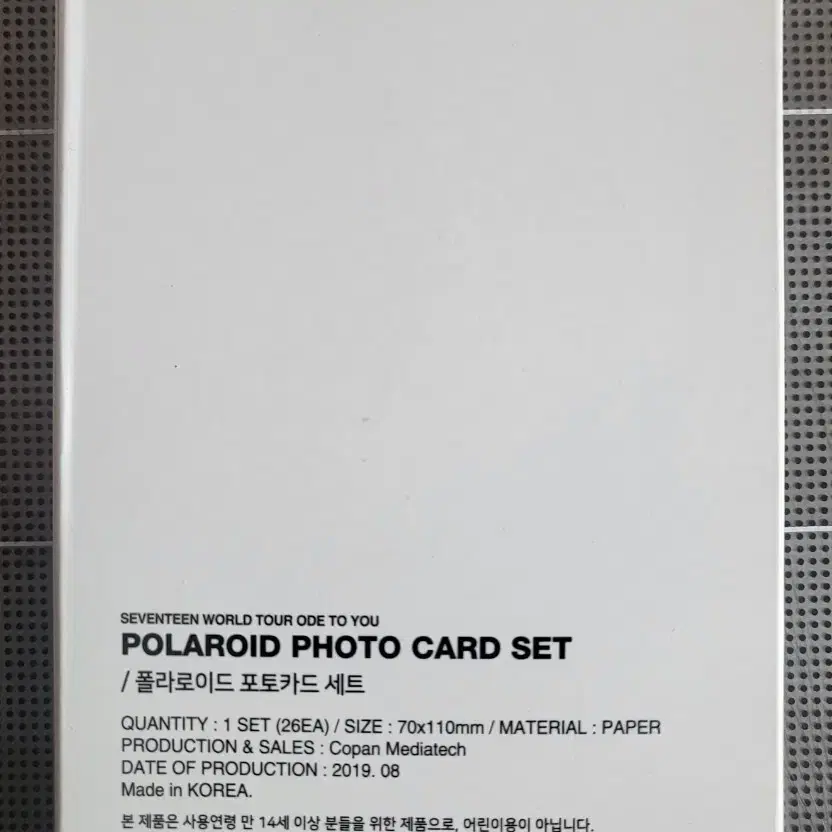 SEVENTEEN WORLD TOUR ODE TO YOU
POLAROID PHOTO CARD SET
/ 폴라로이드 포토카드 세트
QUANTITY : 1 SET (26EA) / SIZE : 70x110mm / MATERIAL : PAPER
PRODUCTION & SALES : Copan Mediatech
DATE OF PRODUCTION : 2019. 08
Made in KOREA.
본 제품은 사용연령 만 14세 이상 분들을 위한 제품으로, 어린이용이 아닙니다.